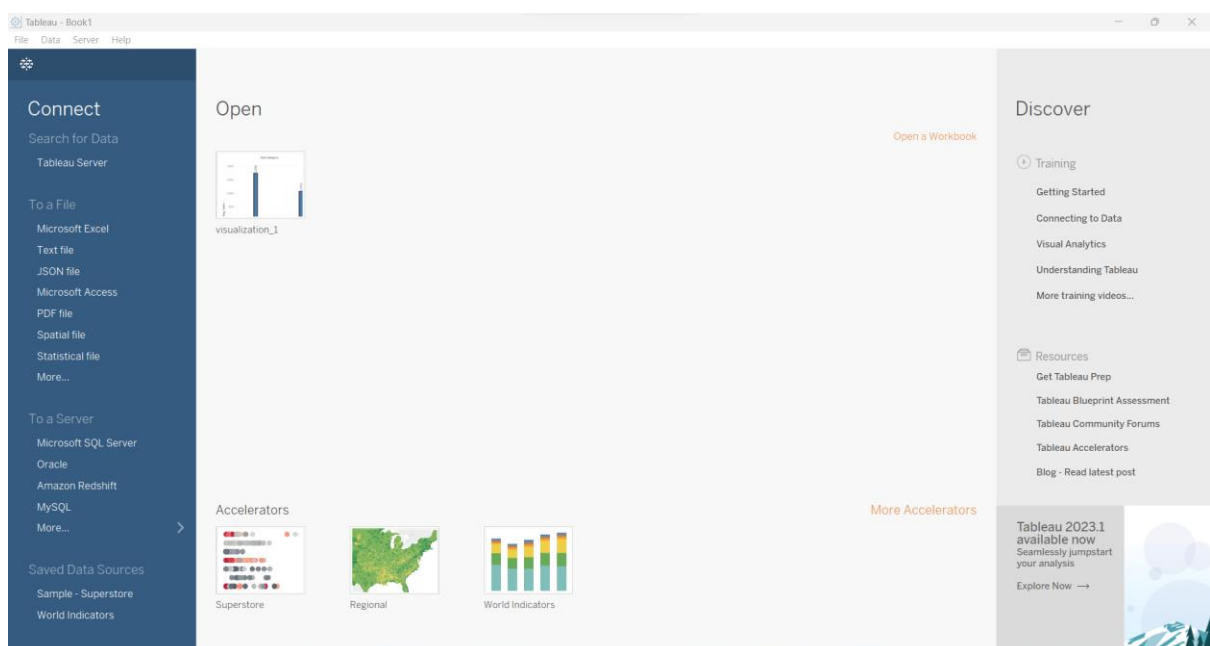 Tableau - Book1
File Data Server Help
Connect
Search for Data
Tableau Server
To a File
Microsoft Excel
Text file
JSON file
Microsoft Access
PDF file
Spatial file
Statistical file
More...
To a Server
Microsoft SQL Server
Oracle
Amazon Redshift
MySQL
More...
Saved Data Sources
Sample - Superstore
World Indicators
Open
Open a Workbook
visualization_1
Accelerators
More Accelerators
Superstore
Regional
World Indicators
Discover
Training
Getting Started
Connecting to Data
Visual Analytics
Understanding Tableau
More training videos...
Resources
Get Tableau Prep
Tableau Blueprint Assessment
Tableau Community Forums
Tableau Accelerators
Blog - Read latest post
Tableau 2023.1
available now
Seamlessly jumpstart
your analysis
Explore Now →